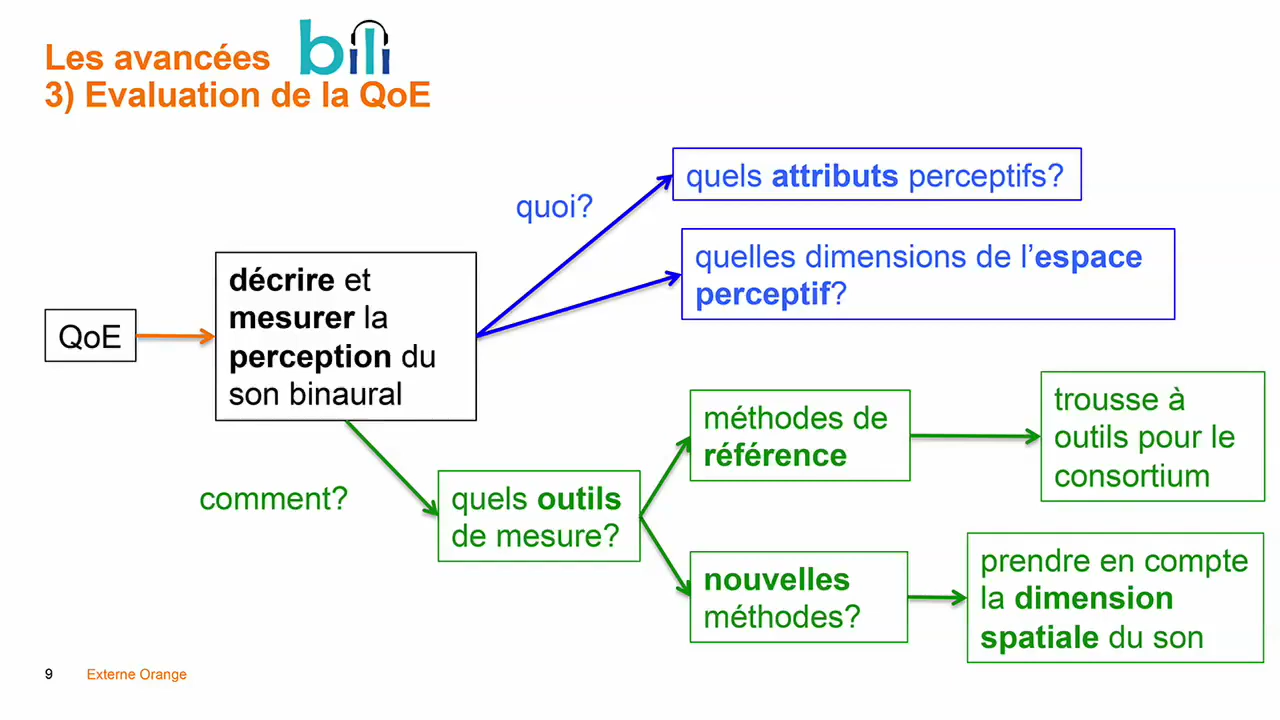 Les avancées bili
3) Evaluation de la QoE
quoi?
quels attributs perceptifs?
quelles dimensions de l’espace
perceptif?
QoE
décrire et
mesurer la
perception du
son binaural
comment?
quels outils
de mesure?
méthodes de
référence
trousse à
outils pour le
consortium
nouvelles
méthodes?
prendre en compte
la dimension
spatiale du son
9 Externe Orange